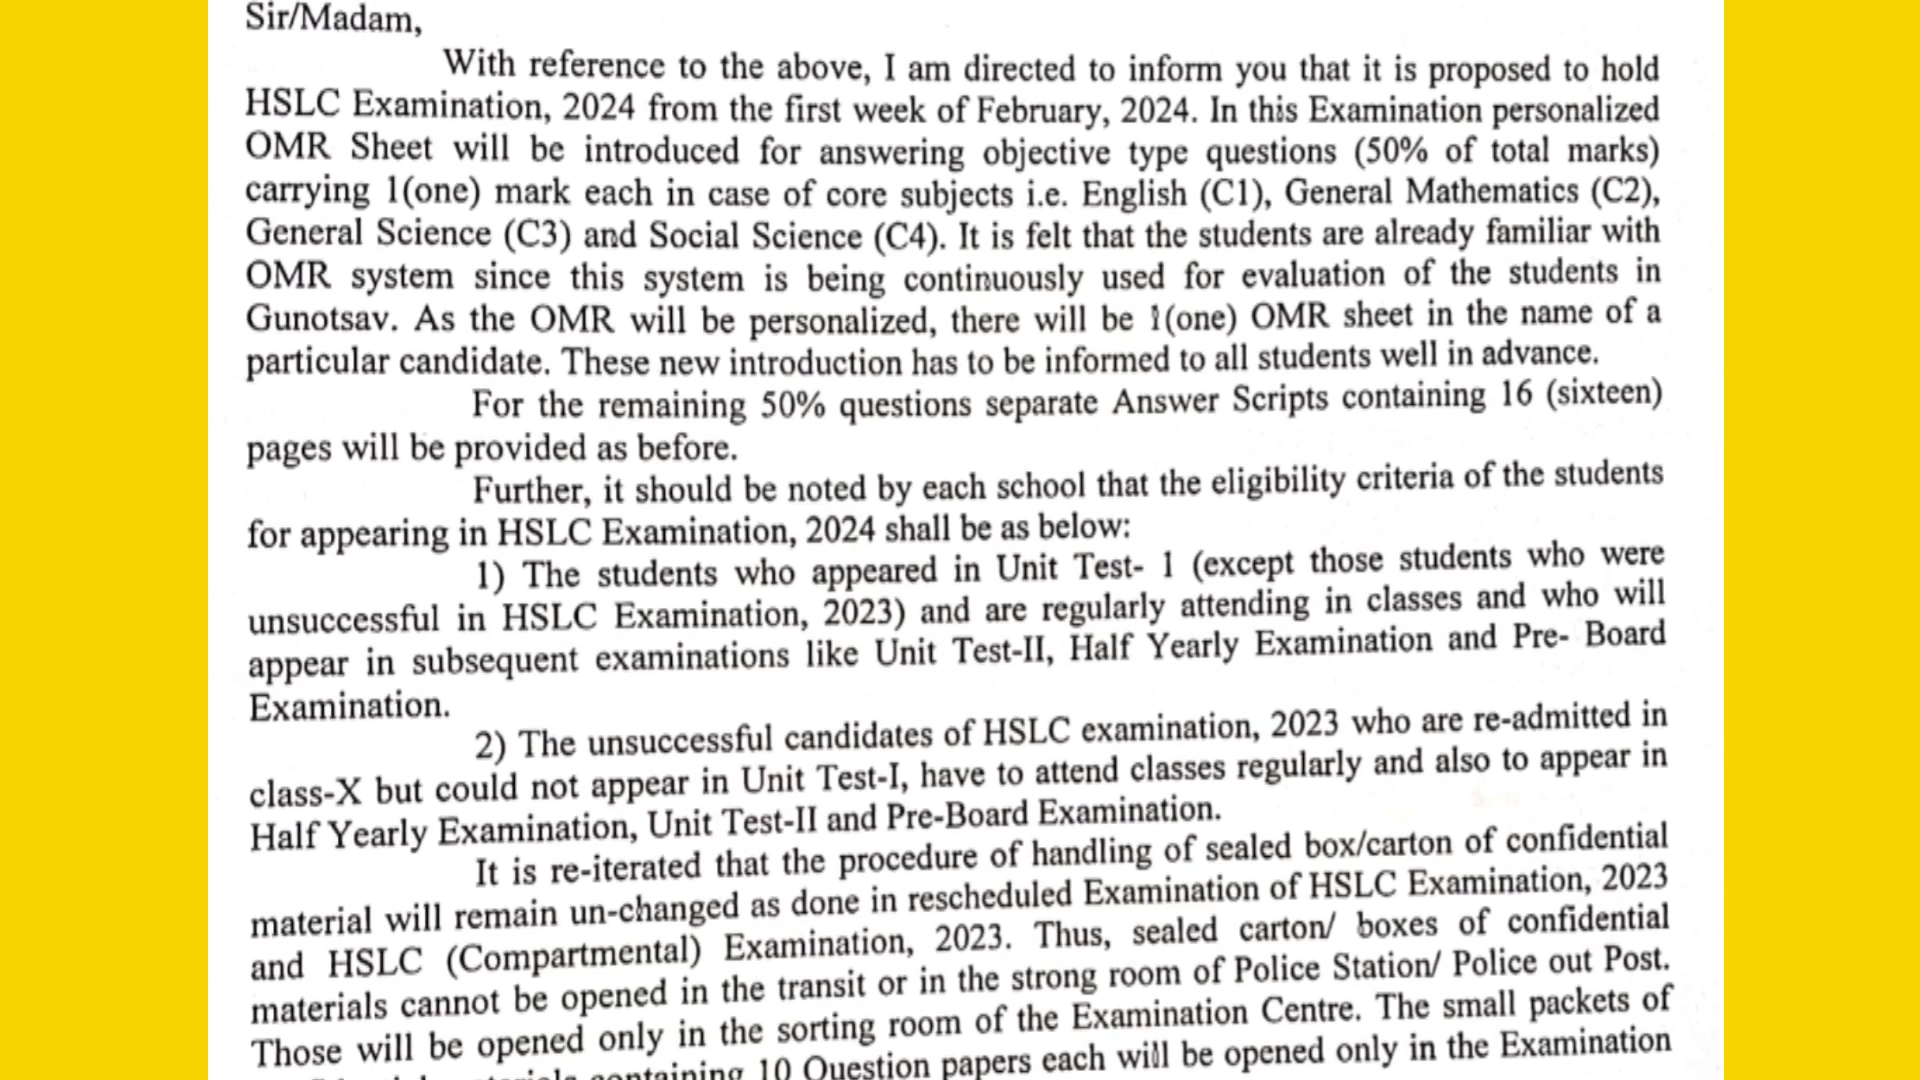 Sir/Madam,
With reference to the above, I am directed to inform you that it is proposed to hold
HSLC Examination, 2024 from the first week of February, 2024. In this Examination personalized
OMR Sheet will be introduced for answering objective type questions (50% of total marks)
carrying 1(one) mark each in case of core subjects i.e. English (C1), General Mathematics (C2),
General Science (C3) and Social Science (C4). It is felt that the students are already familiar with
OMR system since this system is being continuously used for evaluation of the students in
Gunotsav. As the OMR will be personalized, there will be 1(one) OMR sheet in the name of a
particular candidate. These new introduction has to be informed to all students well in advance.
For the remaining 50% questions separate Answer Scripts containing 16 (sixteen)
pages will be provided as before.
Further, it should be noted by each school that the eligibility criteria of the students
for appearing in HSLC Examination, 2024 shall be as below:
1) The students who appeared in Unit Test- 1 (except those students who were
unsuccessful in HSLC Examination, 2023) and are regularly attending in classes and who will
appear in subsequent examinations like Unit Test-II, Half Yearly Examination and Pre- Board
Examination.
2) The unsuccessful candidates of HSLC examination, 2023 who are re-admitted in
class-X but could not appear in Unit Test-I, have to attend classes regularly and also to appear in
Half Yearly Examination, Unit Test-II and Pre-Board Examination.
It is re-iterated that the procedure of handling of sealed box/carton of confidential
material will remain un-changed as done in rescheduled Examination of HSLC Examination, 2023
and HSLC (Compartmental) Examination, 2023. Thus, sealed carton/ boxes of confidential
materials cannot be opened in the transit or in the strong room of Police Station/ Police out Post.
Those will be opened only in the sorting room of the Examination Centre. The small packets of
containing 10 Question papers each will be opened only in the Examination